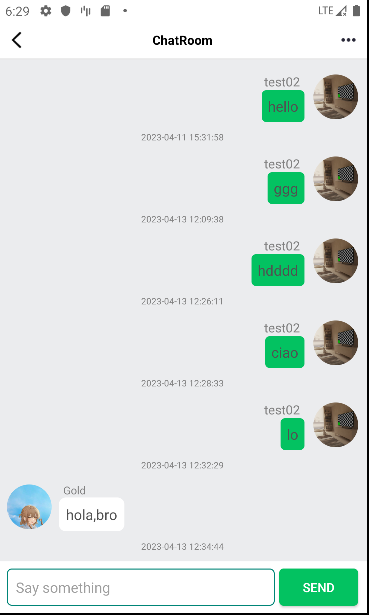 6:29 LTE
ChatRoom
test02
hello
2023-04-11 15:31:58
test02
ggg
2023-04-13 12:09:38
test02
hdddd
2023-04-13 12:26:11
test02
ciao
2023-04-13 12:28:33
test02
lo
2023-04-13 12:32:29
Gold
hola,bro
2023-04-13 12:34:44
Say something SEND